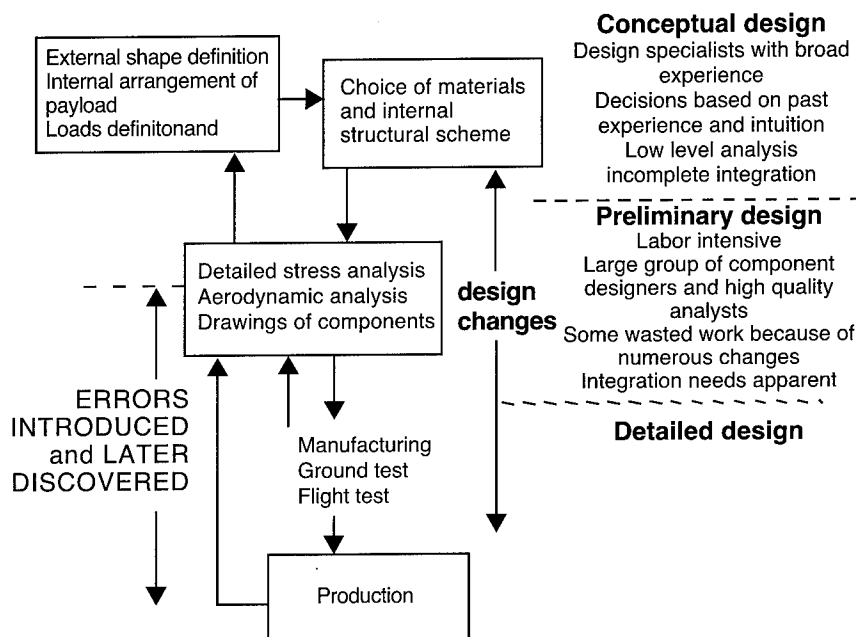 External shape definition
Internal arrangement of
payload
Loads definitonand
Choice of materials
and internal
structural scheme
Conceptual design
Design specialists with broad
experience
Decisions based on past
experience and intuition
Low level analysis
incomplete integration
Preliminary design
Labor intensive
Large group of component
designers and high quality
analysts
Some wasted work because of
numerous changes
Integration needs apparent
Detailed design
Detailed stress analysis
Aerodynamic analysis
Drawings of components
design
changes
ERRORS
INTRODUCED
and LATER
DISCOVERED
Manufacturing
Ground test
Flight test
Production